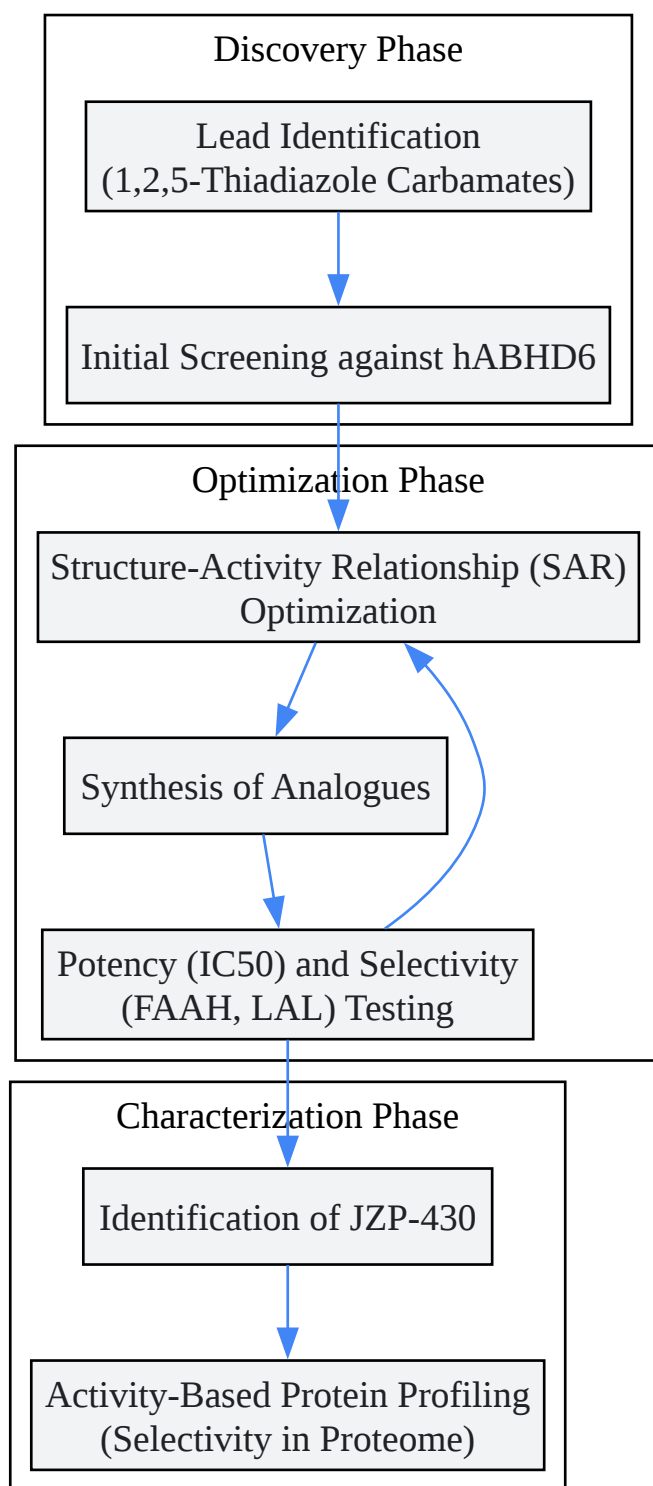 Discovery Phase
Lead Identification
(1,2,5-Thiadiazole Carbamates)
Initial Screening against hABHD6
Optimization Phase
Structure-Activity Relationship (SAR)
Optimization
Synthesis of Analogues
Potency (IC50) and Selectivity
(FAAH, LAL) Testing
Characterization Phase
Identification of JZP-430
Activity-Based Protein Profiling
(Selectivity in Proteome)